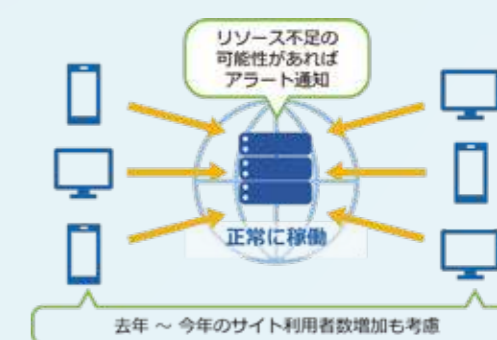 リソース不足の
可能性があれば
アラート通知
正常に稼働
去年 ～ 今年のサイト利用者数増加も考慮